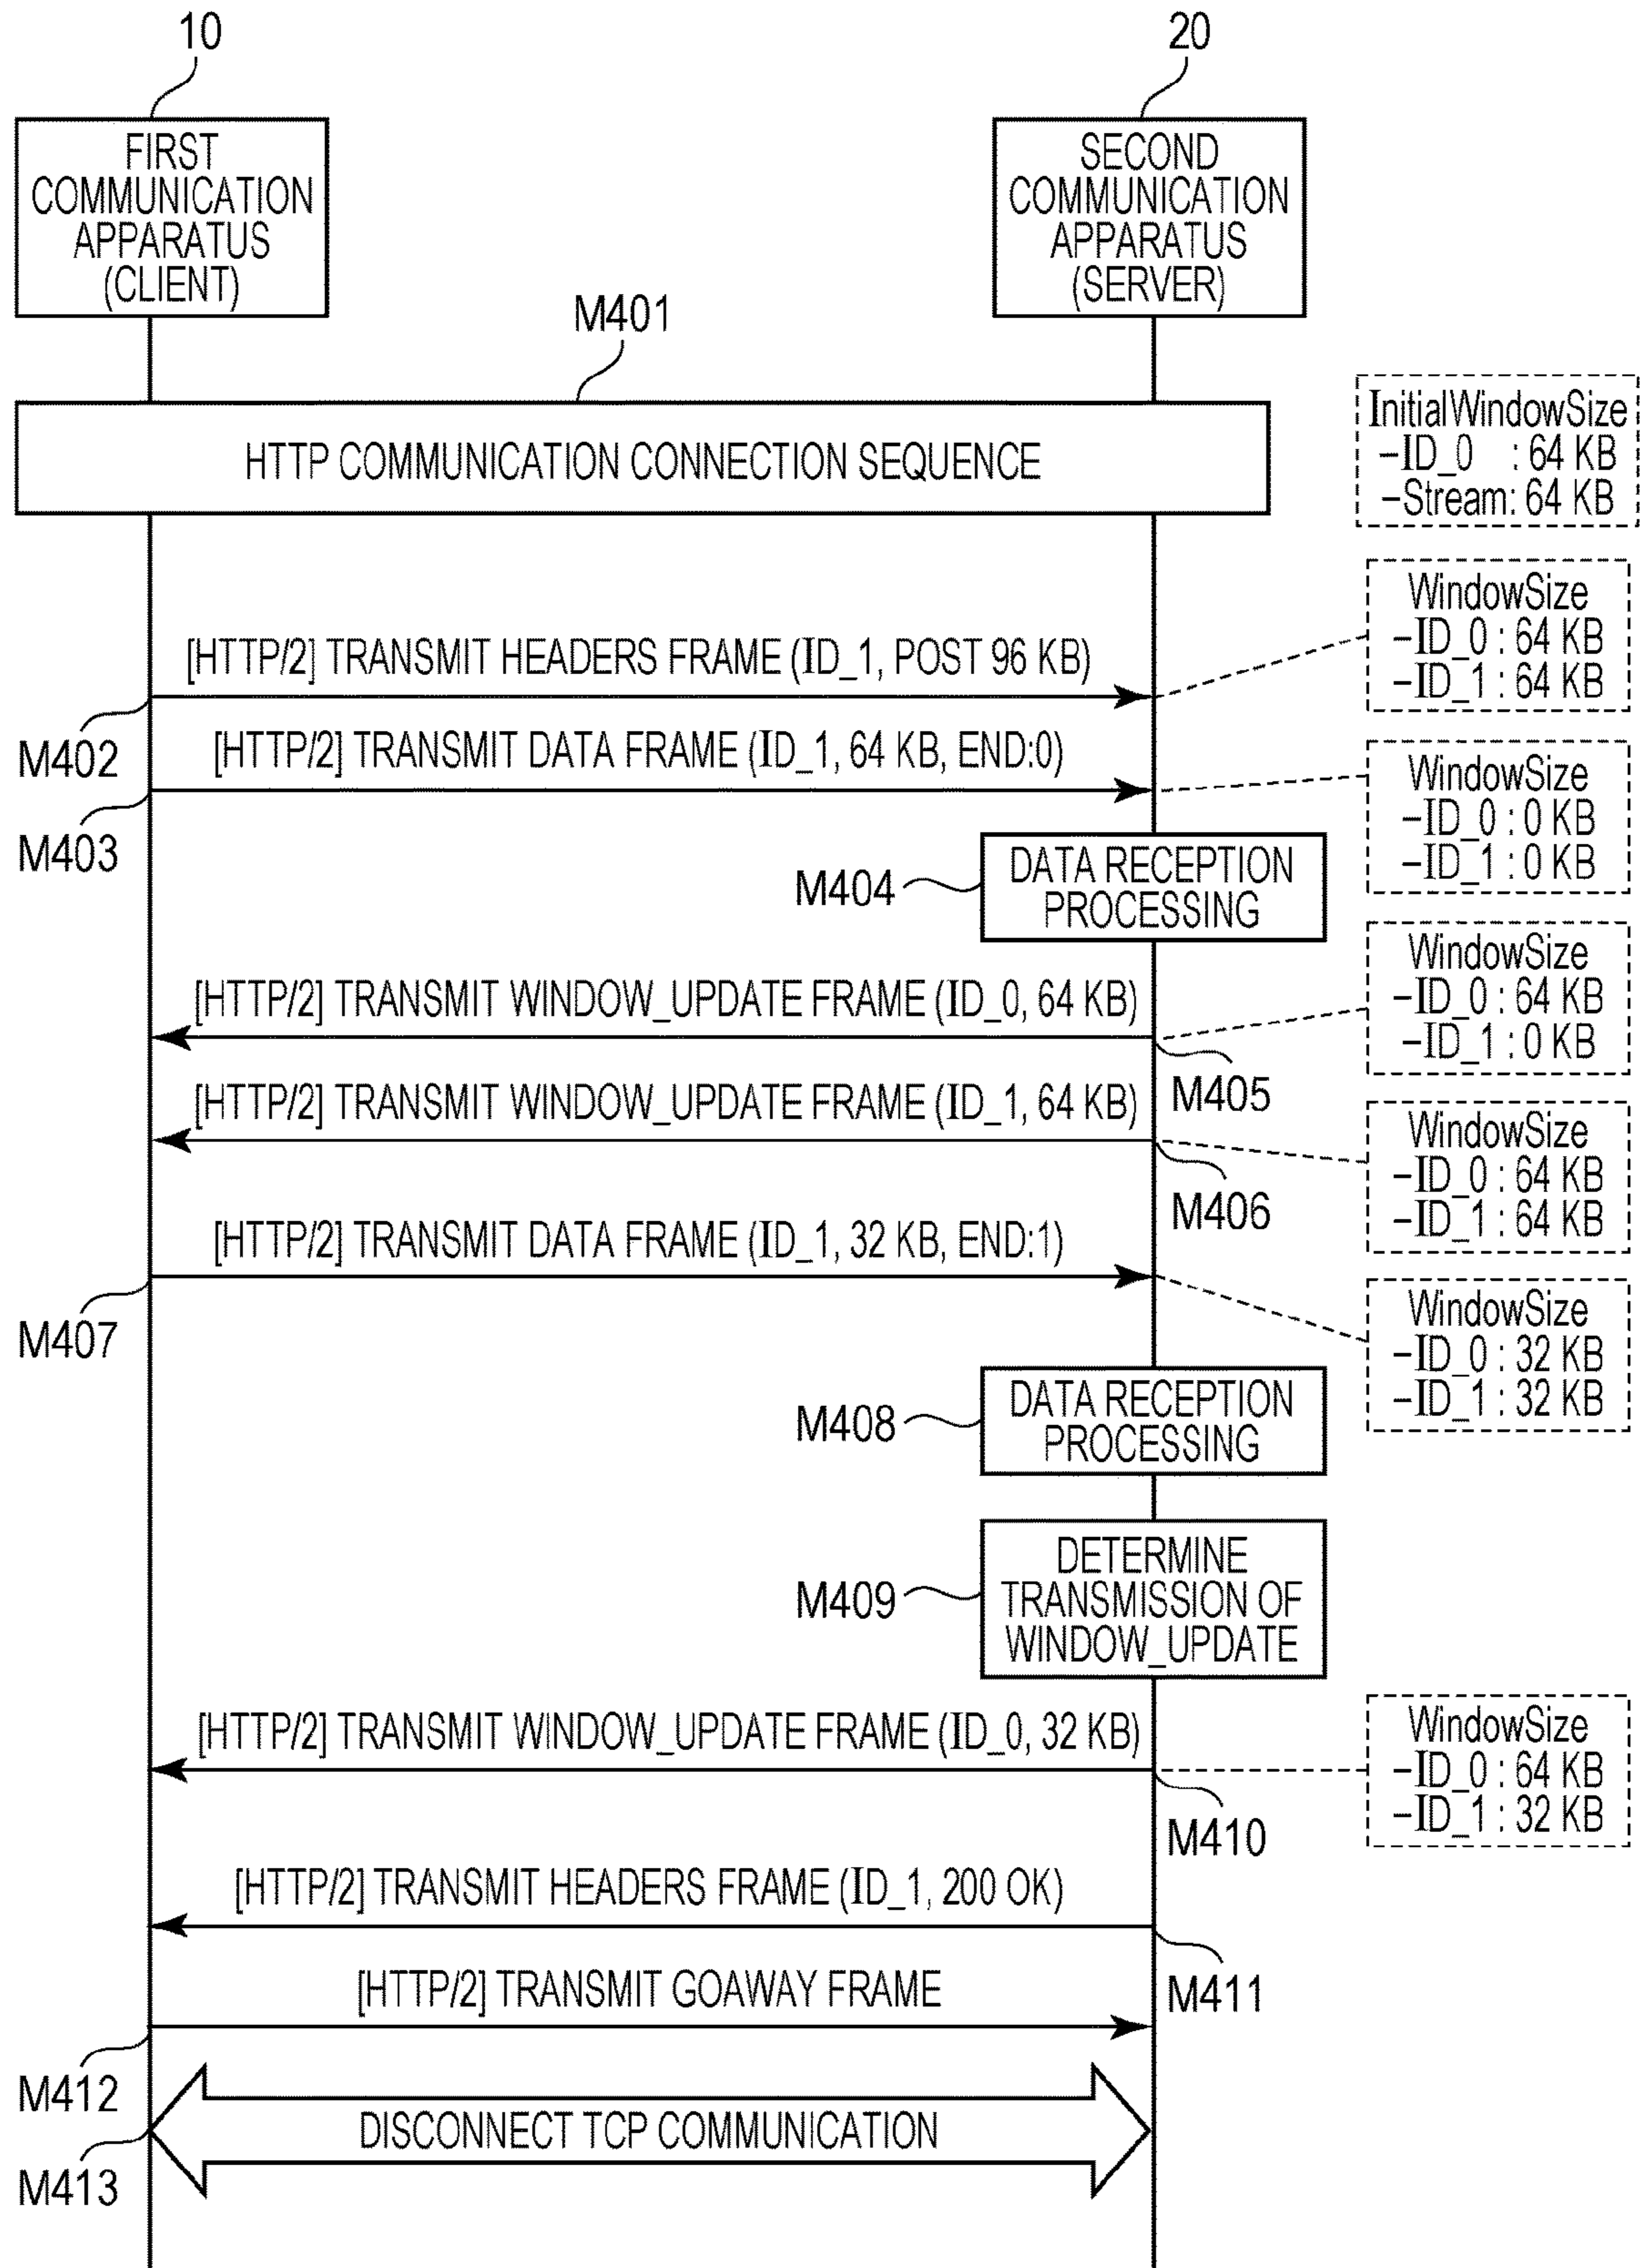 10
20
FIRST
COMMUNICATION
APPARATUS
(CLIENT)
SECOND
COMMUNICATION
APPARATUS
(SERVER)
M401
HTTP COMMUNICATION CONNECTION SEQUENCE
InitialWindowSize
–ID_0 : 64 KB
–Stream: 64 KB
WindowSize
–ID_0 : 64 KB
–ID_1 : 64 KB
[HTTP/2] TRANSMIT HEADERS FRAME (ID_1, POST 96 KB)
M402
[HTTP/2] TRANSMIT DATA FRAME (ID_1, 64 KB, END:0)
WindowSize
–ID_0 : 0 KB
–ID_1 : 0 KB
M403
M404
DATA RECEPTION
PROCESSING
WindowSize
–ID_0 : 64 KB
–ID_1 : 0 KB
[HTTP/2] TRANSMIT WINDOW_UPDATE FRAME (ID_0, 64 KB)
M405
[HTTP/2] TRANSMIT WINDOW_UPDATE FRAME (ID_1, 64 KB)
WindowSize
–ID_0 : 64 KB
–ID_1 : 64 KB
M406
[HTTP/2] TRANSMIT DATA FRAME (ID_1, 32 KB, END:1)
M407
WindowSize
–ID_0 : 32 KB
–ID_1 : 32 KB
M408
DATA RECEPTION
PROCESSING
M409
DETERMINE
TRANSMISSION OF
WINDOW_UPDATE
[HTTP/2] TRANSMIT WINDOW_UPDATE FRAME (ID_0, 32 KB)
WindowSize
–ID_0 : 64 KB
–ID_1 : 32 KB
M410
[HTTP/2] TRANSMIT HEADERS FRAME (ID_1, 200 OK)
M411
[HTTP/2] TRANSMIT GOAWAY FRAME
M412
DISCONNECT TCP COMMUNICATION
M413